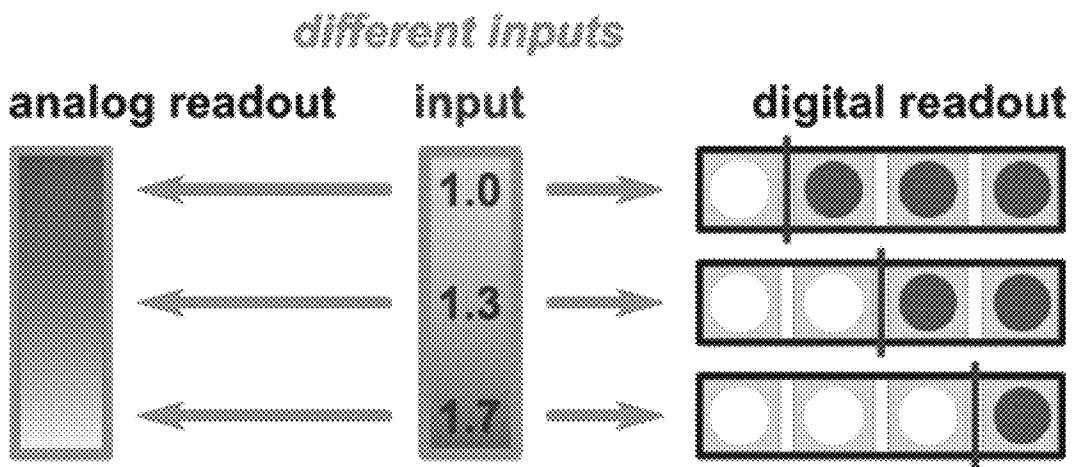 different inputs
analog readout input digital readout
1.0
1.3
1.7